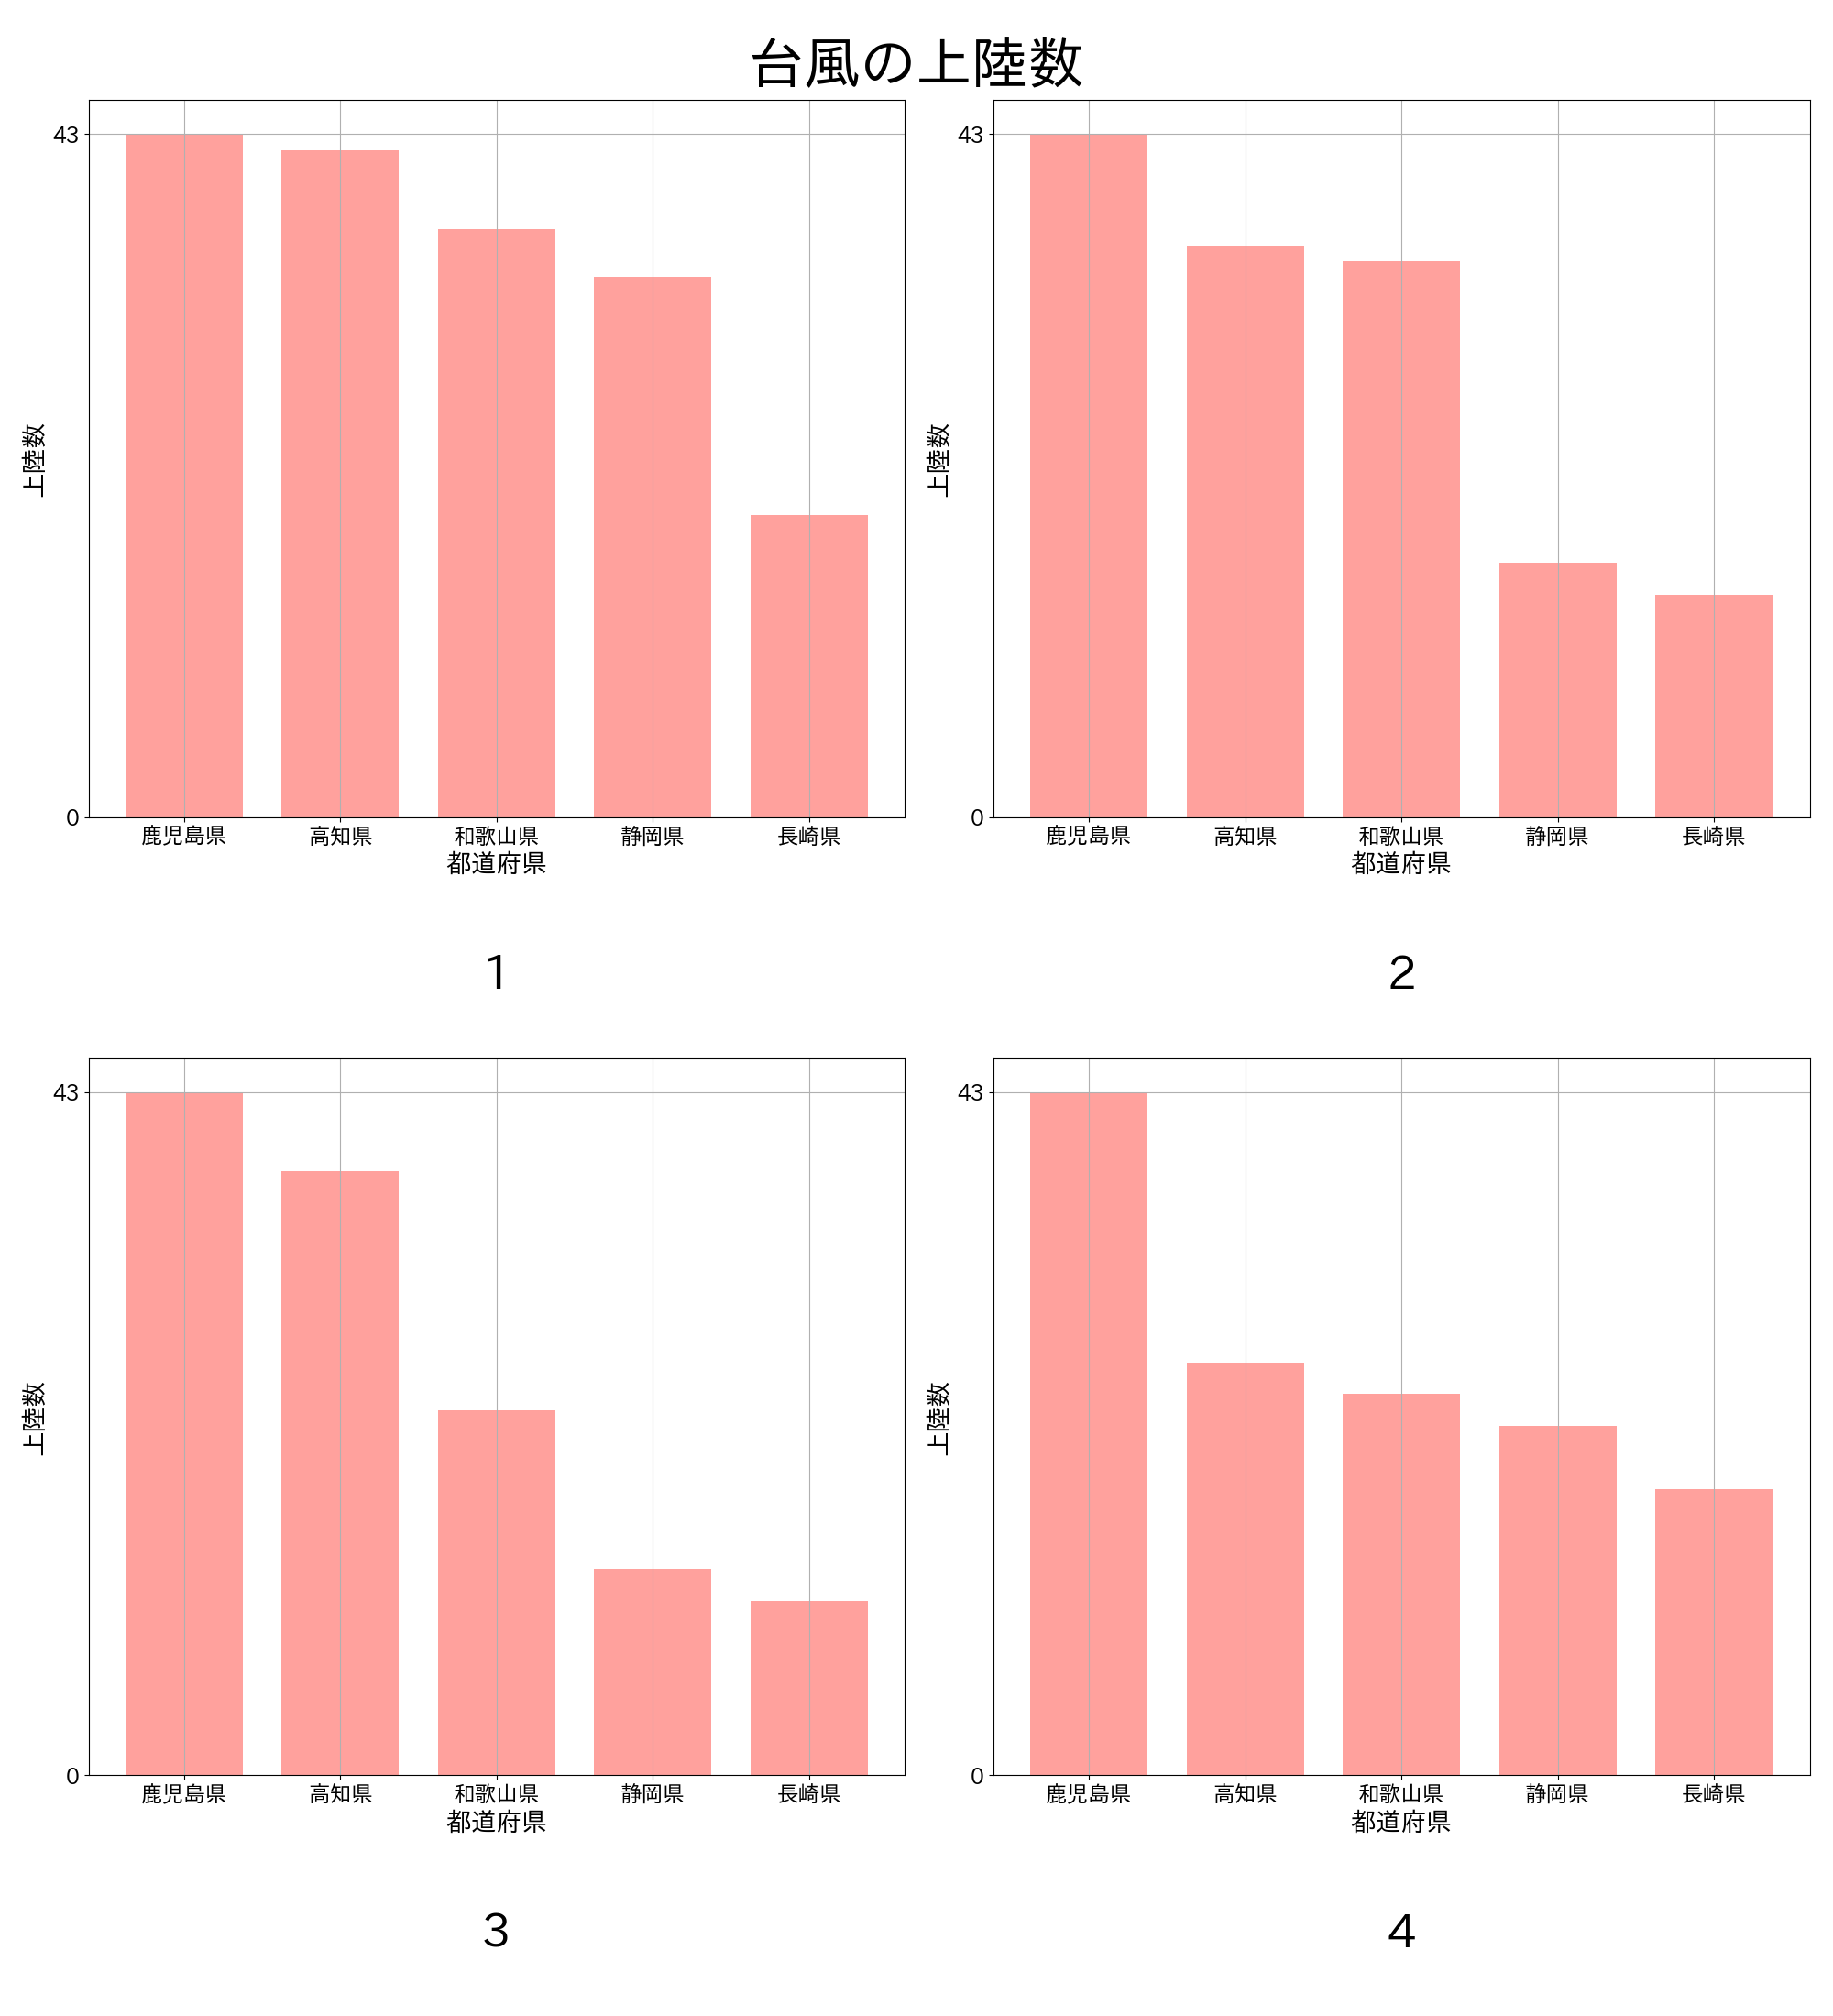 台風の上陸数
43
0
上陸数
鹿児島県 高知県 和歌山県 静岡県 長崎県
都道府県
1
43
0
上陸数
鹿児島県 高知県 和歌山県 静岡県 長崎県
都道府県
2
43
0
上陸数
鹿児島県 高知県 和歌山県 静岡県 長崎県
都道府県
3
43
0
上陸数
鹿児島県 高知県 和歌山県 静岡県 長崎県
都道府県
4